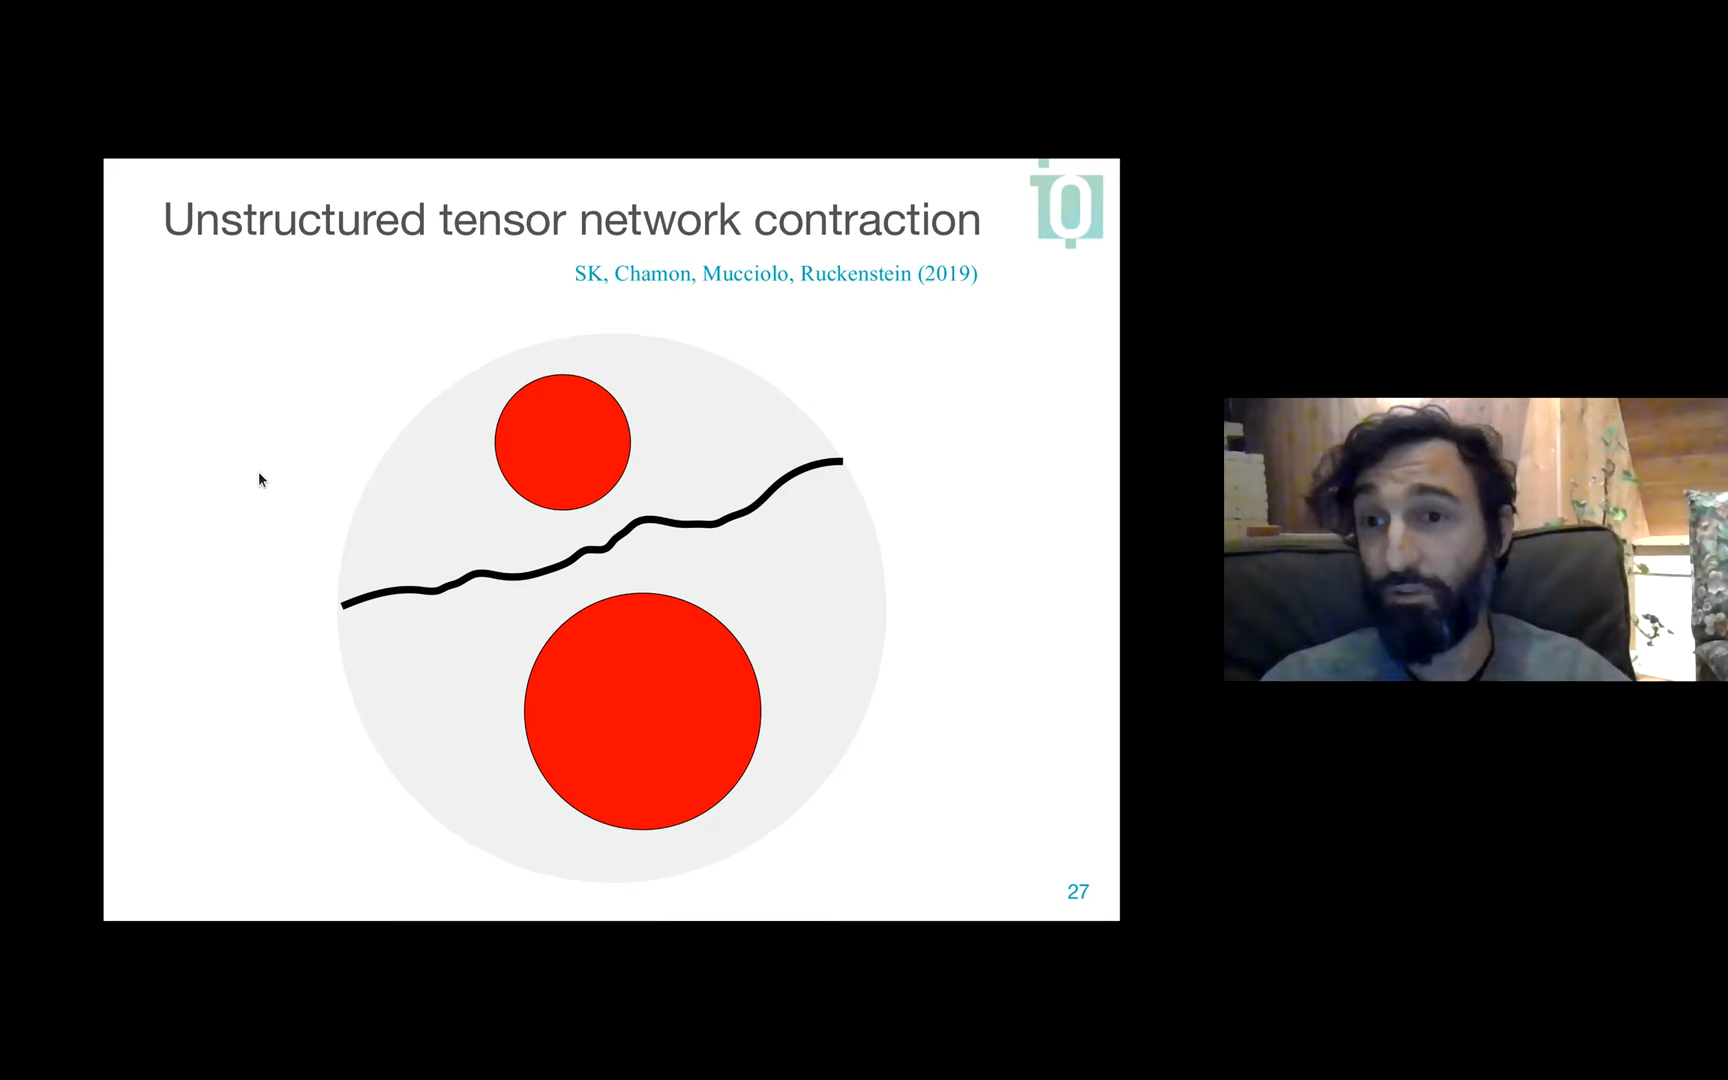 Unstructured tensor network contraction
SK, Chamon, Mucciolo, Ruckenstein (2019)
27